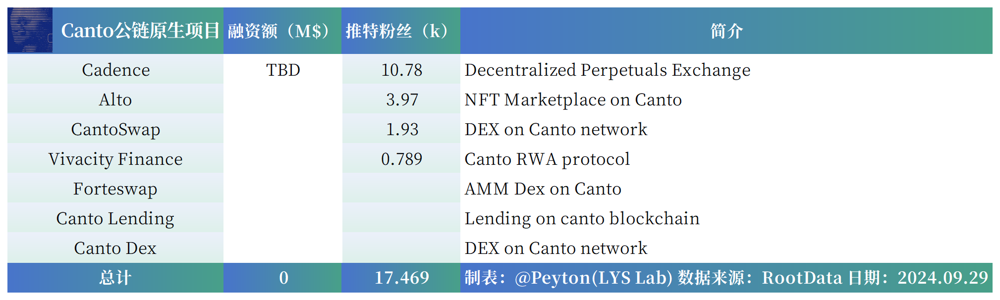 Canto公链原生项目 融资额（M$） 推特粉丝（k） 简介
Cadence TBD 10.78 Decentralized Perpetuals Exchange
Alto 3.97 NFT Marketplace on Canto
CantoSwap 1.93 DEX on Canto network
Vivacity Finance 0.789 Canto RWA protocol
Forteswap AMM Dex on Canto
Canto Lending Lending on canto blockchain
Canto Dex DEX on Canto network
总计 0 17.469 制表：@Peyton(LYS Lab) 数据来源：RootData 日期：2024.09.29